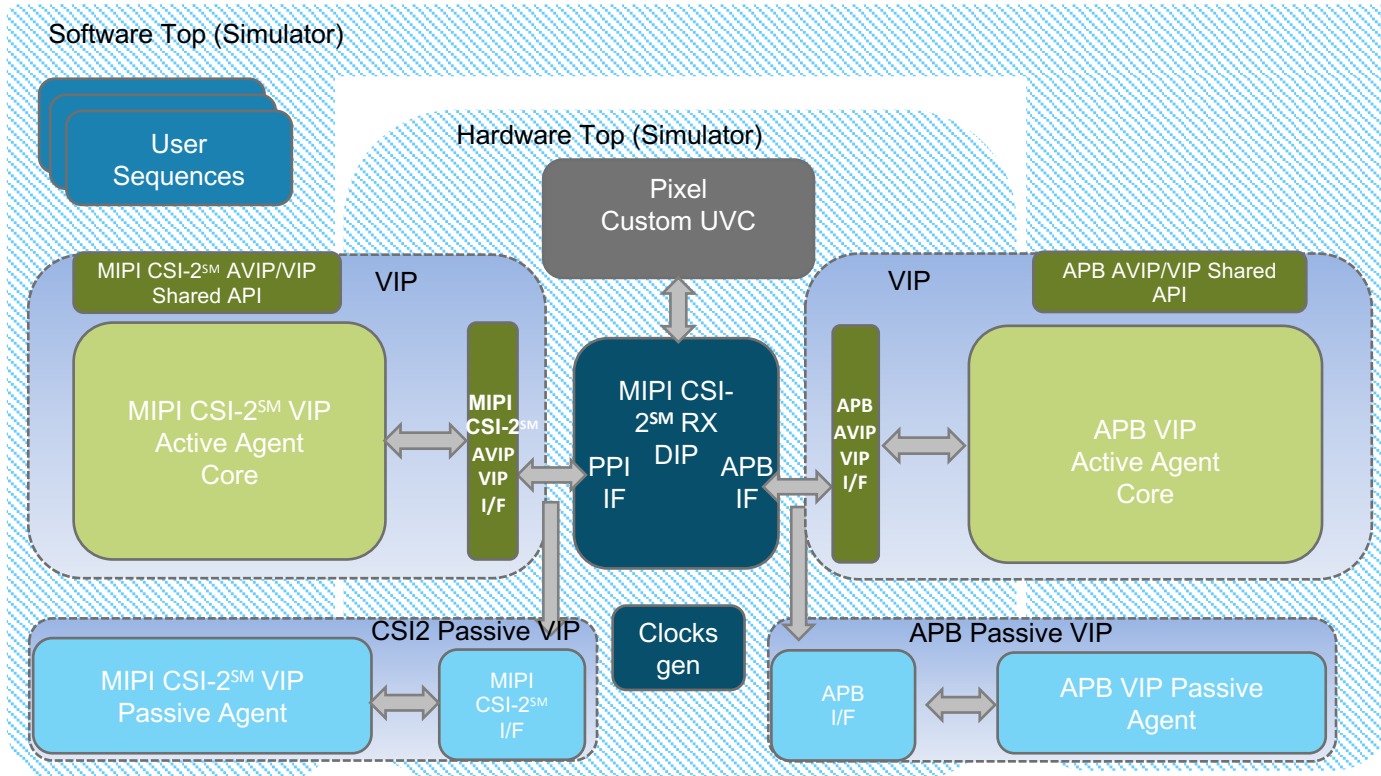 Software Top (Simulator)
User
Sequences
Hardware Top (Simulator)
Pixel
Custom UVC
MIPI CSI-2℠ AVIP/VIP
Shared API
VIP
VIP
APB AVIP/VIP Shared
API
MIPI CSI-2℠ VIP
Active Agent
Core
MIPI
CSI-2℠
AVIP
VIP
I/F
MIPI CSI-
2℠ RX
DIP
PPI
IF
APB
IF
APB
AVIP
VIP
I/F
APB VIP
Active Agent
Core
CSI2 Passive VIP
MIPI CSI-2℠ VIP
Passive Agent
MIPI
CSI-2℠
I/F
Clocks
gen
APB Passive VIP
APB
I/F
APB VIP Passive
Agent